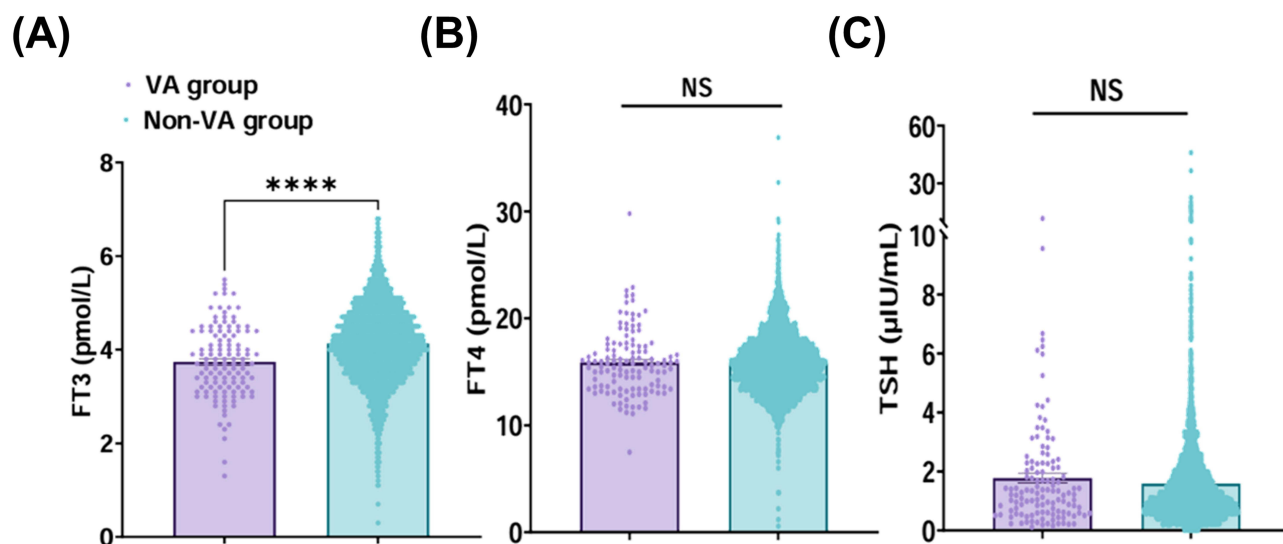 (A)
VA group
Non-VA group
****
8
6
4
2
0
FT3 (pmol/L)
(B)
NS
40
30
20
10
0
FT4 (pmol/L)
(C)
NS
60
30
10
8
6
4
2
0
TSH (µIU/mL)